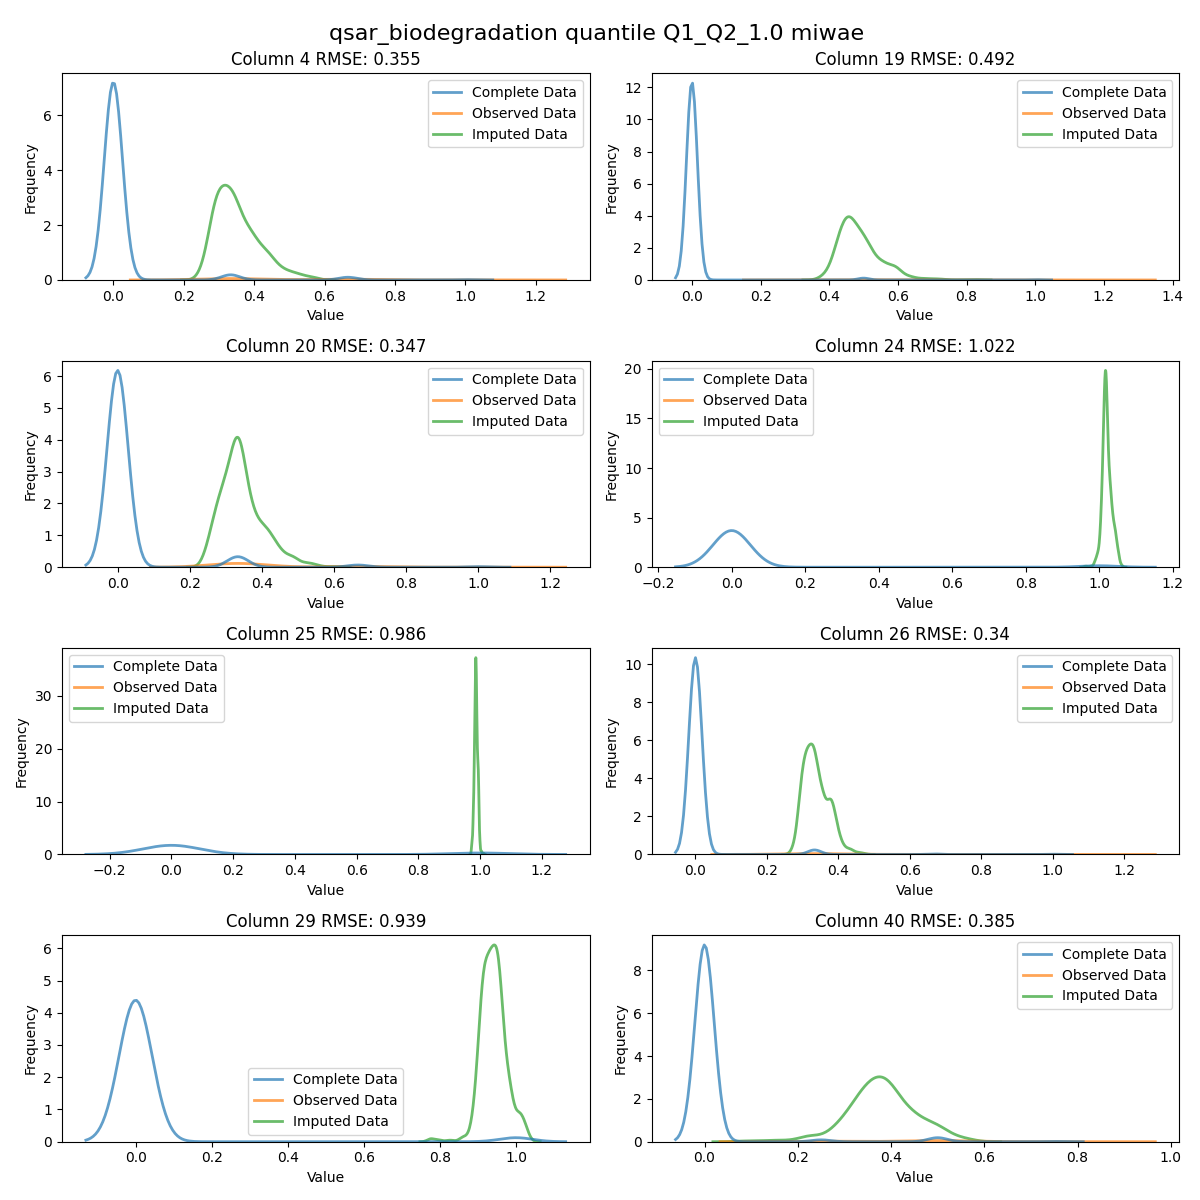 qsar_biodegradation quantile Q1_Q2_1.0 miwae
Column 4 RMSE: 0.355
Frequency
6
4
2
0
Complete Data
Observed Data
Imputed Data
0.0 0.2 0.4 0.6 0.8 1.0 1.2
Value
Column 19 RMSE: 0.492
Frequency
12
10
8
6
4
2
0
Complete Data
Observed Data
Imputed Data
0.0 0.2 0.4 0.6 0.8 1.0 1.2 1.4
Value
Column 20 RMSE: 0.347
Frequency
6
5
4
3
2
1
0
Complete Data
Observed Data
Imputed Data
0.0 0.2 0.4 0.6 0.8 1.0 1.2
Value
Column 24 RMSE: 1.022
Frequency
20
15
10
5
0
Complete Data
Observed Data
Imputed Data
−0.2 0.0 0.2 0.4 0.6 0.8 1.0 1.2
Value
Column 25 RMSE: 0.986
Frequency
30
20
10
0
Complete Data
Observed Data
Imputed Data
−0.2 0.0 0.2 0.4 0.6 0.8 1.0 1.2
Value
Column 26 RMSE: 0.34
Frequency
10
8
6
4
2
0
Complete Data
Observed Data
Imputed Data
0.0 0.2 0.4 0.6 0.8 1.0 1.2
Value
Column 29 RMSE: 0.939
Frequency
6
5
4
3
2
1
0
Complete Data
Observed Data
Imputed Data
0.0 0.2 0.4 0.6 0.8 1.0
Value
Column 40 RMSE: 0.385
Frequency
8
6
4
2
0
Complete Data
Observed Data
Imputed Data
0.0 0.2 0.4 0.6 0.8 1.0
Value